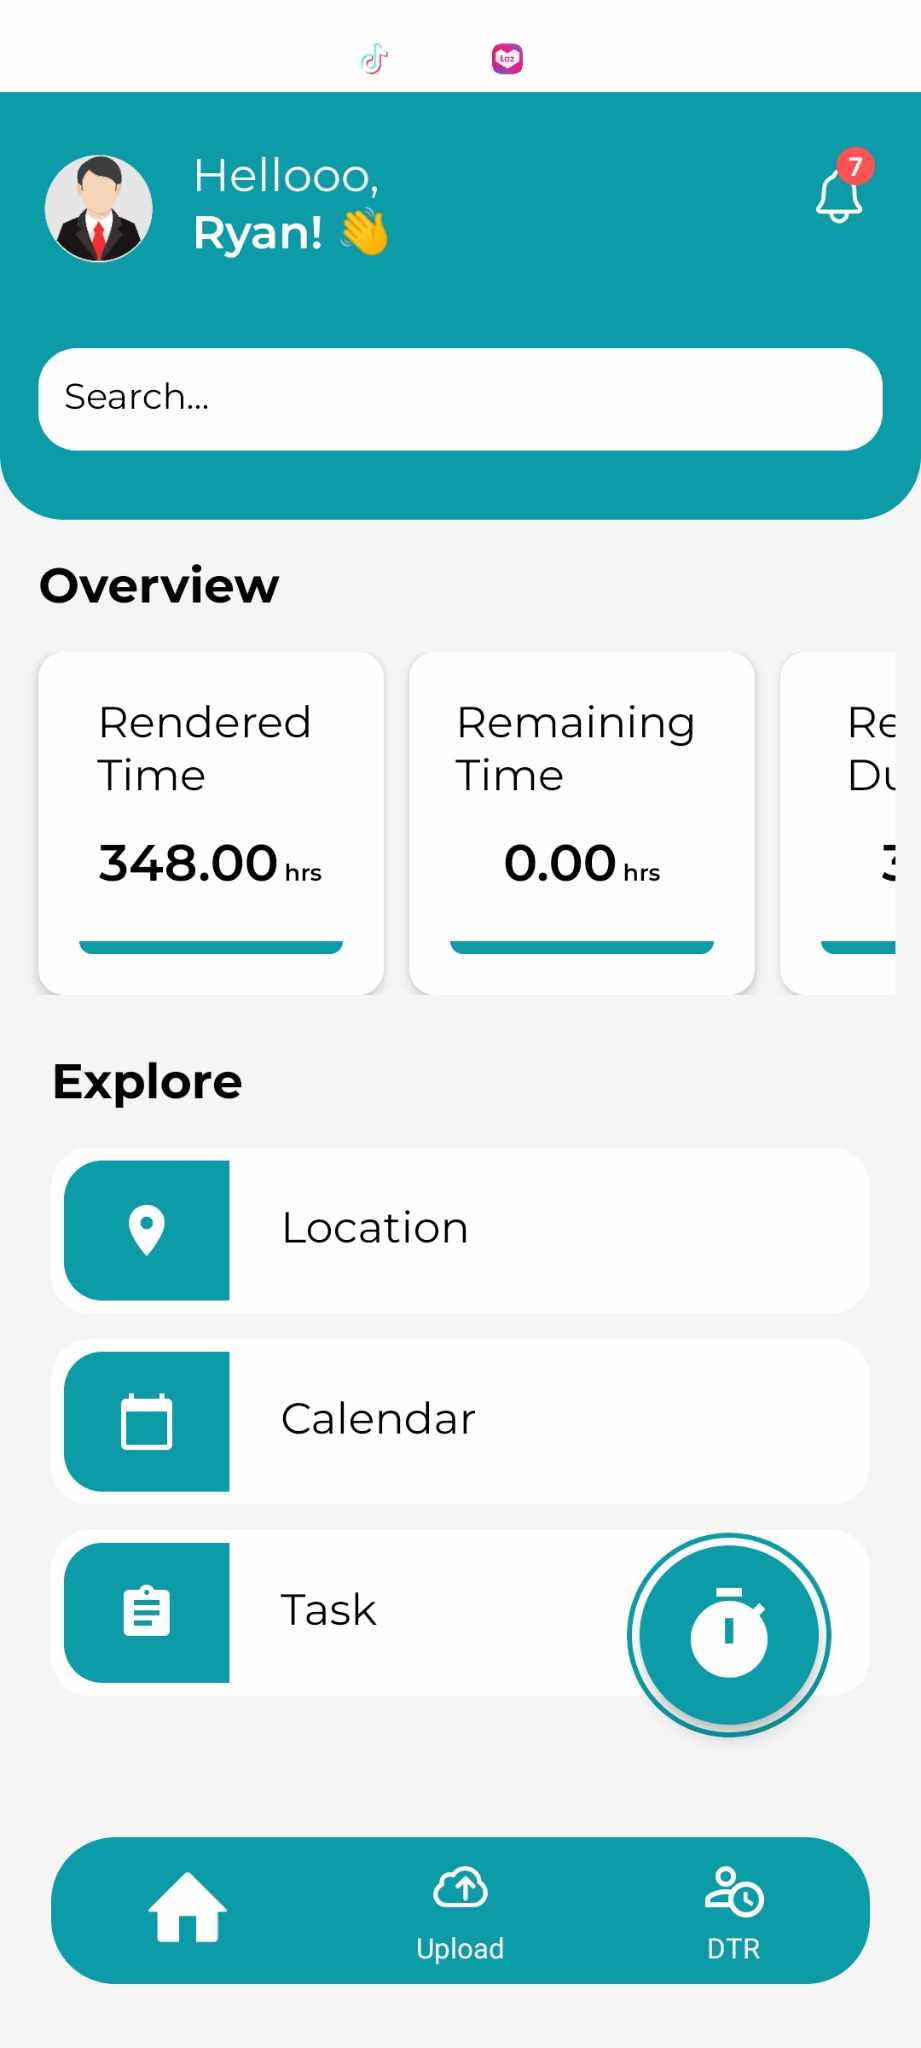 Laz
Hellooo,
Ryan! 👋
7
Search...
Overview
Rendered
Time
348.00 hrs
Remaining
Time
0.00 hrs
Re
Du
3
Explore
Location
Calendar
Task
Upload
DTR